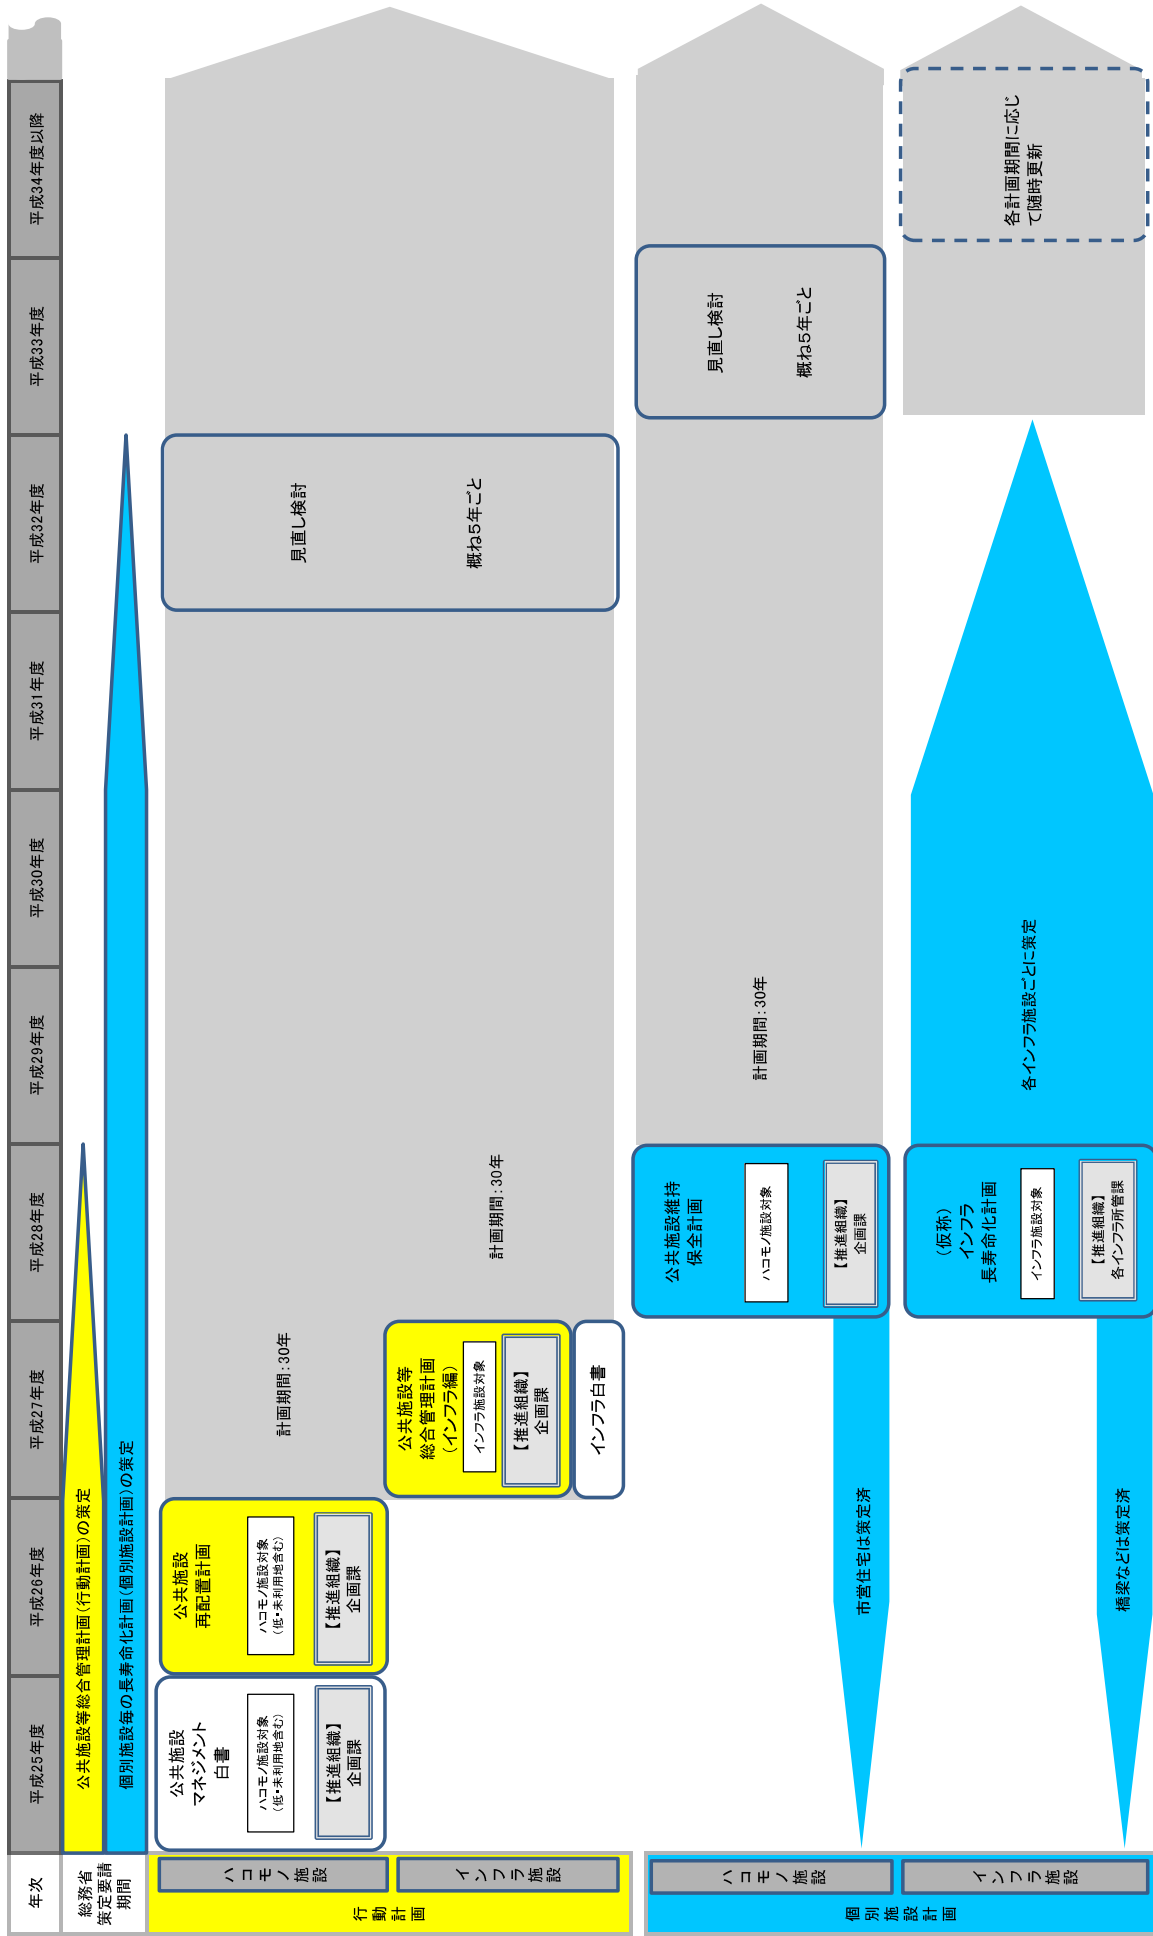 年次
平成25年度
平成26年度
平成27年度
平成28年度
平成29年度
平成30年度
平成31年度
平成32年度
平成33年度
平成34年度以降
総務省
策定要請
期間
公共施設等総合管理計画(行動計画)の策定
個別施設毎の長寿命化計画(個別施設計画)の策定
行動計画
ハコモノ施設
公共施設
マネジメント
白書
ハコモノ施設対象
(低・未利用地含む)
【推進組織】
企画課
公共施設
再配置計画
ハコモノ施設対象
(低・未利用地含む)
【推進組織】
企画課
計画期間:30年
見直し検討
概ね5年ごと
インフラ施設
公共施設等
総合管理計画
(インフラ編)
インフラ施設対象
【推進組織】
企画課
インフラ白書
計画期間:30年
個別施設計画
ハコモノ施設
市営住宅は策定済
公共施設維持
保全計画
ハコモノ施設対象
【推進組織】
企画課
計画期間:30年
見直し検討
概ね5年ごと
インフラ施設
橋梁などは策定済
(仮称)
インフラ
長寿命化計画
インフラ施設対象
【推進組織】
各インフラ所管課
各インフラ施設ごとに策定
各計画期間に応じ
て随時更新